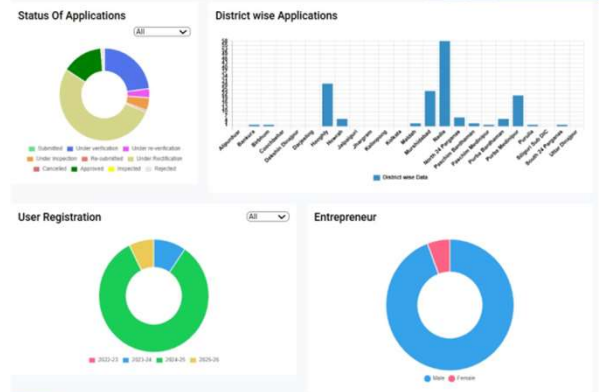 Status Of Applications
All
Submitted Under verification Under re-verification
Under Inspection Re-submitted Under Rectification
Cancelled Approved Inspected Rejected
District wise Applications
Alipurduar
Bankura
Birbhum
Coochbehar
Dakshin Dinajpur
Darjeeling
Hooghly
Howrah
Jalpaiguri
Jhargram
Kalimpong
Kolkata
Maldah
Murshidabad
Nadia
North 24 Parganas
Paschim Bardhaman
Paschim Medinipur
Purba Bardhaman
Purba Medinipur
Purulia
Siliguri Sub DIC
South 24 Parganas
Uttar Dinajpur
District wise Data
User Registration
All
2022-23 2023-24 2024-25 2025-26
Entrepreneur
Male Female